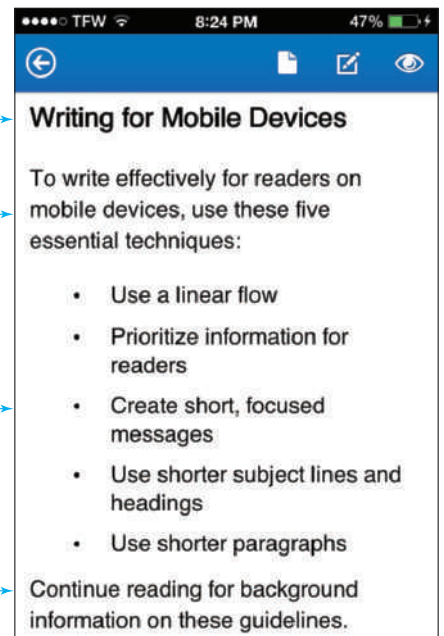 TFW 8:24 PM 47%
Writing for Mobile Devices
To write effectively for readers on
mobile devices, use these five
essential techniques:
• Use a linear flow
• Prioritize information for
readers
• Create short, focused
messages
• Use shorter subject lines and
headings
• Use shorter paragraphs
Continue reading for background
information on these guidelines.